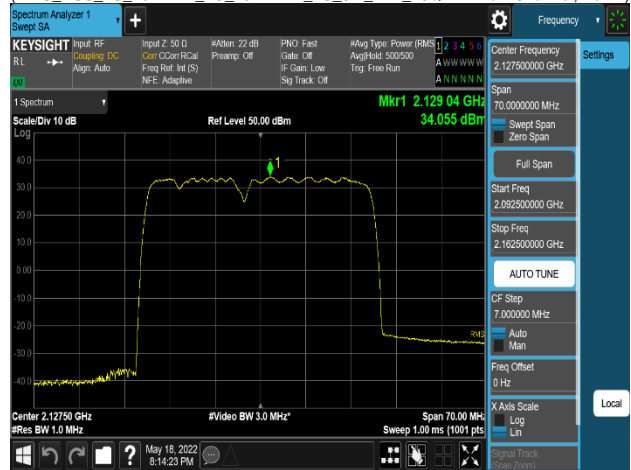 Spectrum Analyzer 1
Swept SA
Frequency
KEYSIGHT
RL
Input: RF
Coupling: DC
Align: Auto
Input Z: 50 Ω
Corr CCorr RCal
Freq Ref: Int (S)
NFE: Adaptive
#Atten: 22 dB
Preamp: Off
PNO: Fast
Gate: Off
IF Gain: Low
Sig Track: Off
#Avg Type: Power (RMS
Avg|Hold: 500/500
Trig: Free Run
1 2 3 4 5 6
A W W W W W
A N N N N N
1 Spectrum
Scale/Div 10 dB
Ref Level 50.00 dBm
Mkr1 2.129 04 GHz
34.055 dBm
Log
40.0
30.0
20.0
10.0
0.00
-10.0
-20.0
-30.0
-40.0
1
RMS
Center 2.12750 GHz
#Res BW 1.0 MHz
#Video BW 3.0 MHz*
Span 70.00 MHz
Sweep 1.00 ms (1001 pts
May 18, 2022
8:14:23 PM
Center Frequency
2.127500000 GHz
Span
70.0000000 MHz
Swept Span
Zero Span
Full Span
Start Freq
2.092500000 GHz
Stop Freq
2.162500000 GHz
AUTO TUNE
CF Step
7.000000 MHz
Auto
Man
Freq Offset
0 Hz
X Axis Scale
Log
Lin
Signal Track
(Span Zoom)
Settings
Local